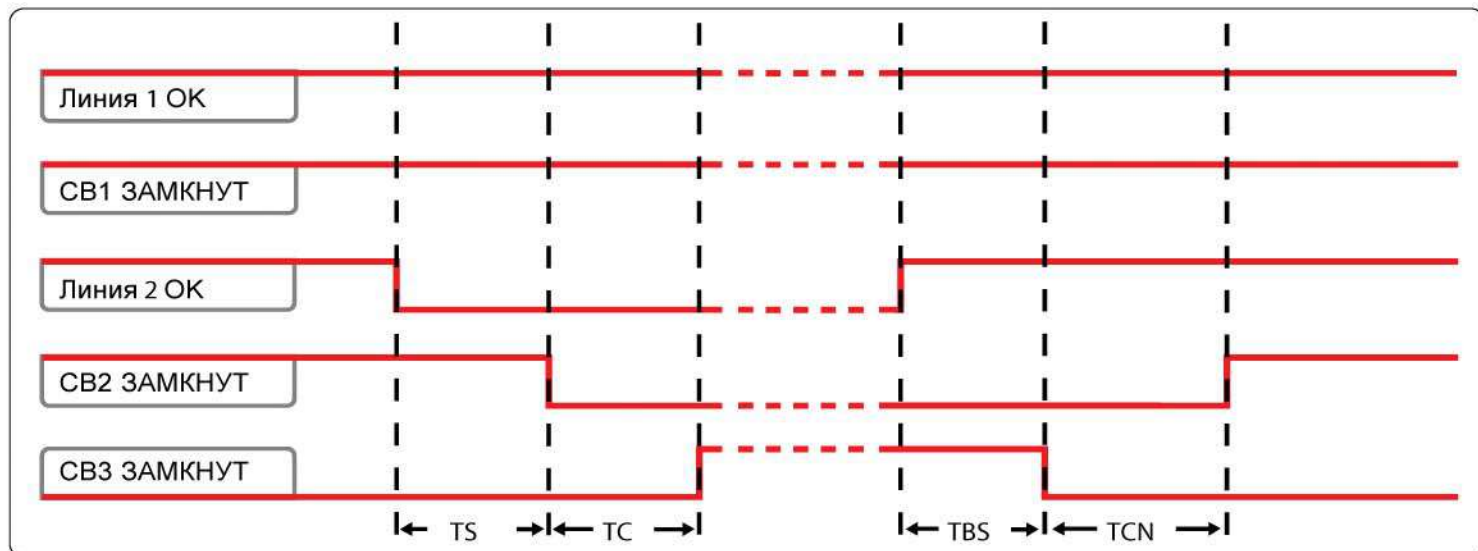 Линия 1 OK
CB1 ЗАМКНУТ
Линия 2 OK
CB2 ЗАМКНУТ
CB3 ЗАМКНУТ
TS TC TBS TCN